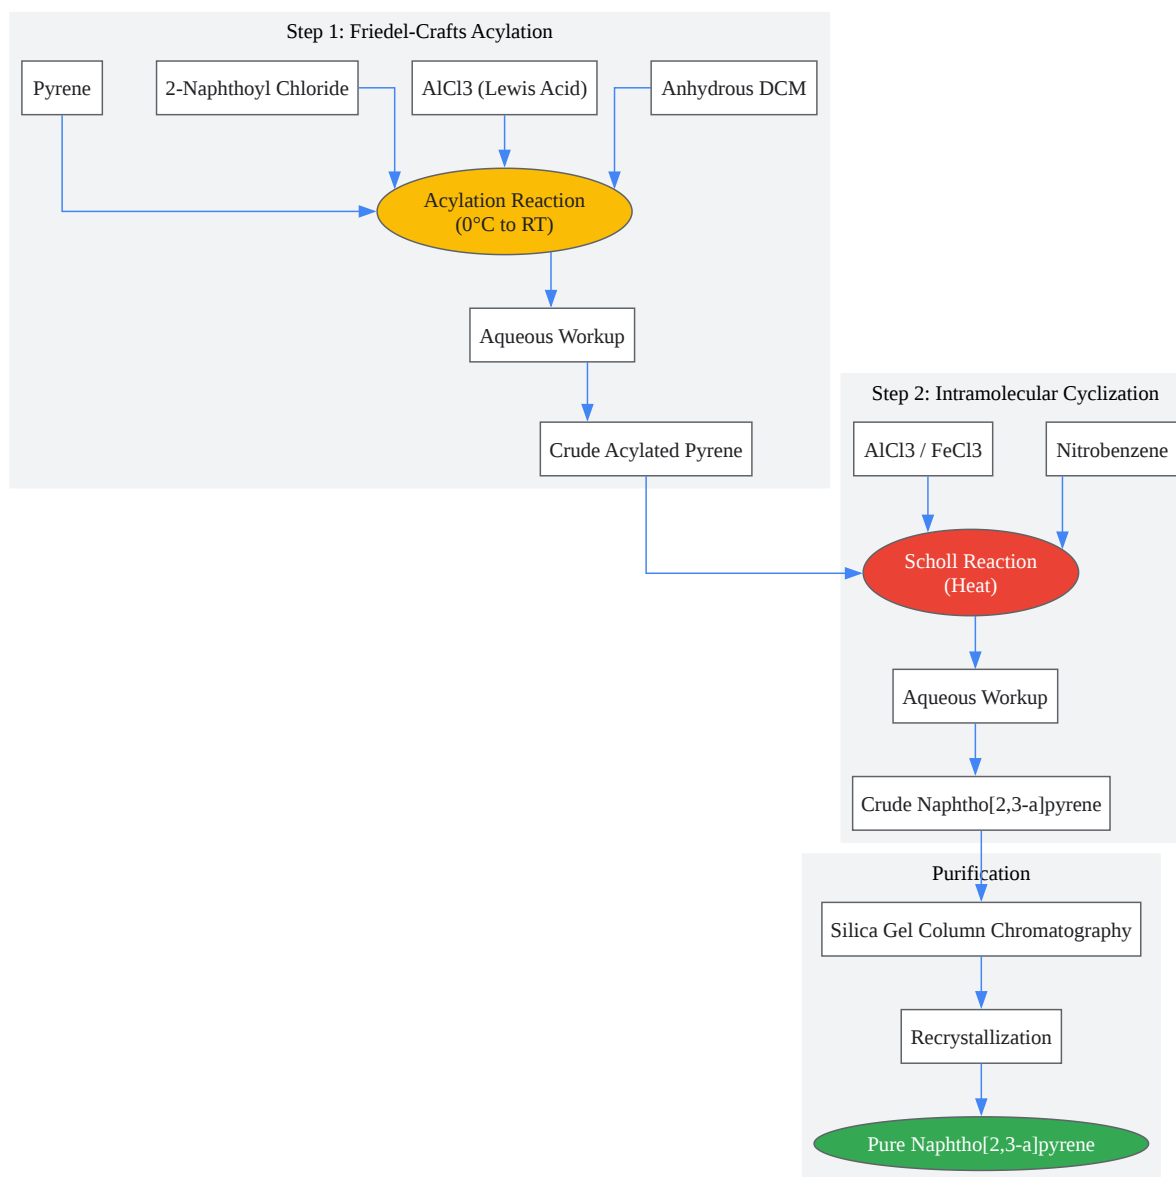 Step 1: Friedel-Crafts Acylation
Pyrene
2-Naphthoyl Chloride
AlCl3 (Lewis Acid)
Anhydrous DCM
Acylation Reaction
(0°C to RT)
Aqueous Workup
Crude Acylated Pyrene
Step 2: Intramolecular Cyclization
AlCl3 / FeCl3
Nitrobenzene
Scholl Reaction
(Heat)
Aqueous Workup
Crude Naphtho[2,3-a]pyrene
Purification
Silica Gel Column Chromatography
Recrystallization
Pure Naphtho[2,3-a]pyrene